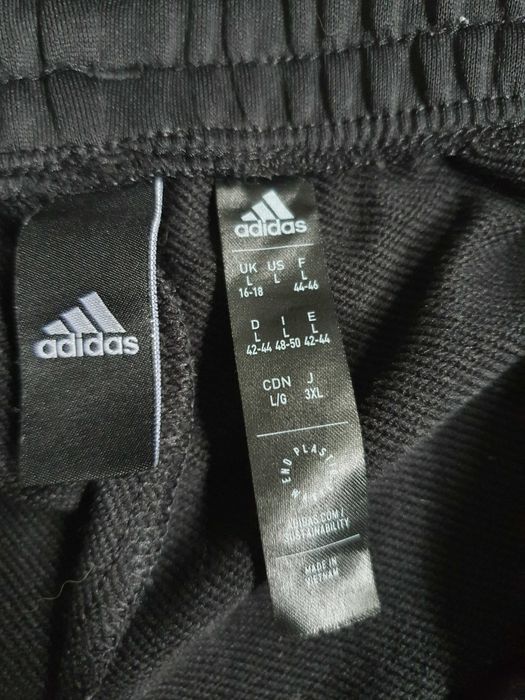 adidas
adidas
UK US F
L L L
16-18 44-46
D I E
L L L
42-44 48-50 42-44
CDN J
L/G 3XL
END PLAS
ADIDAS.COM/
SUSTAINABILITY
MADE IN
VIETNAM